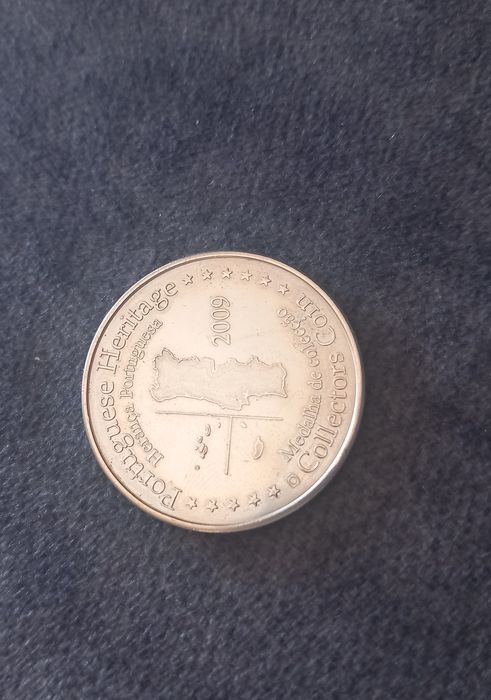 Portuguese Heritage
Herança Portuguesa
2009
Medalha de colecção
© Collectors Coin